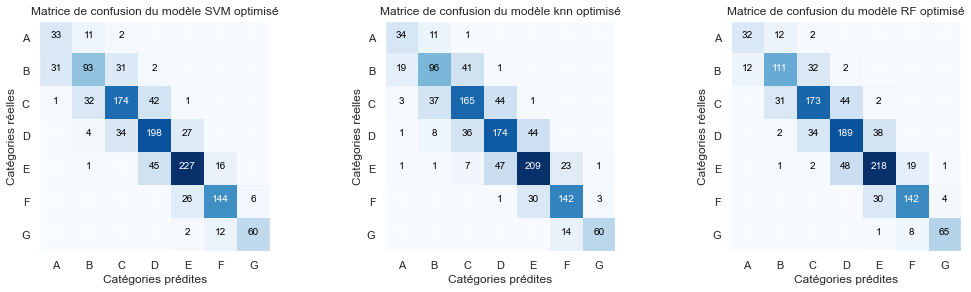 Matrice de confusion du modèle SVM optimisé
A 33 11 2
B 31 93 31 2
C 1 32 174 42 1
D 4 34 198 27
E 1 45 227 16
F 26 144 6
G 2 12 60
A B C D E F G
Catégories prédites
Catégories réelles
Matrice de confusion du modèle knn optimisé
A 34 11 1
B 19 96 41 1
C 3 37 165 44 1
D 1 8 36 174 44
E 1 1 7 47 209 23 1
F 1 30 142 3
G 14 60
A B C D E F G
Catégories prédites
Catégories réelles
Matrice de confusion du modèle RF optimisé
A 32 12 2
B 12 111 32 2
C 31 173 44 2
D 2 34 189 38
E 1 2 48 218 19 1
F 30 142 4
G 1 8 65
A B C D E F G
Catégories prédites
Catégories réelles